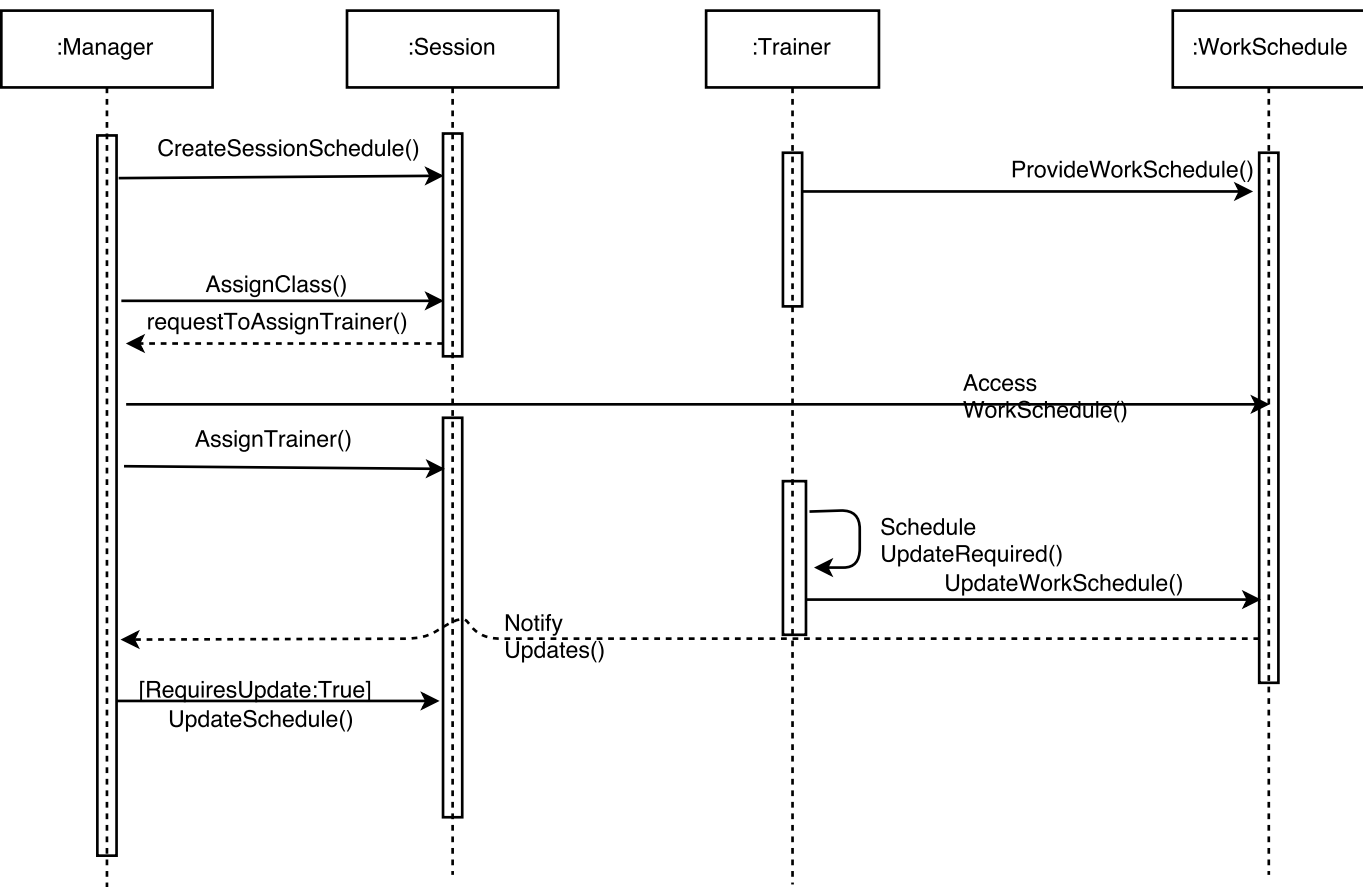 :Manager
:Session
:Trainer
:WorkSchedule
CreateSessionSchedule()
ProvideWorkSchedule()
AssignClass()
requestToAssignTrainer()
Access
WorkSchedule()
AssignTrainer()
Schedule
UpdateRequired()
UpdateWorkSchedule()
Notify
Updates()
[RequiresUpdate:True]
UpdateSchedule()